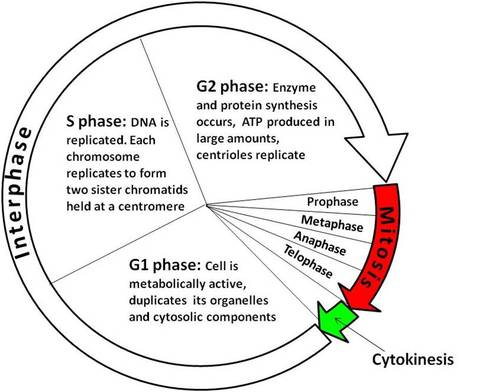 Interphase
G2 phase: Enzyme
and protein synthesis
occurs, ATP produced in
large amounts,
centrioles replicate
S phase: DNA is
replicated. Each
chromosome
replicates to form
two sister chromatids
held at a centromere
Prophase
Metaphase
Anaphase
Telophase
Mitosis
G1 phase: Cell is
metabolically active,
duplicates its organelles
and cytosolic components
Cytokinesis